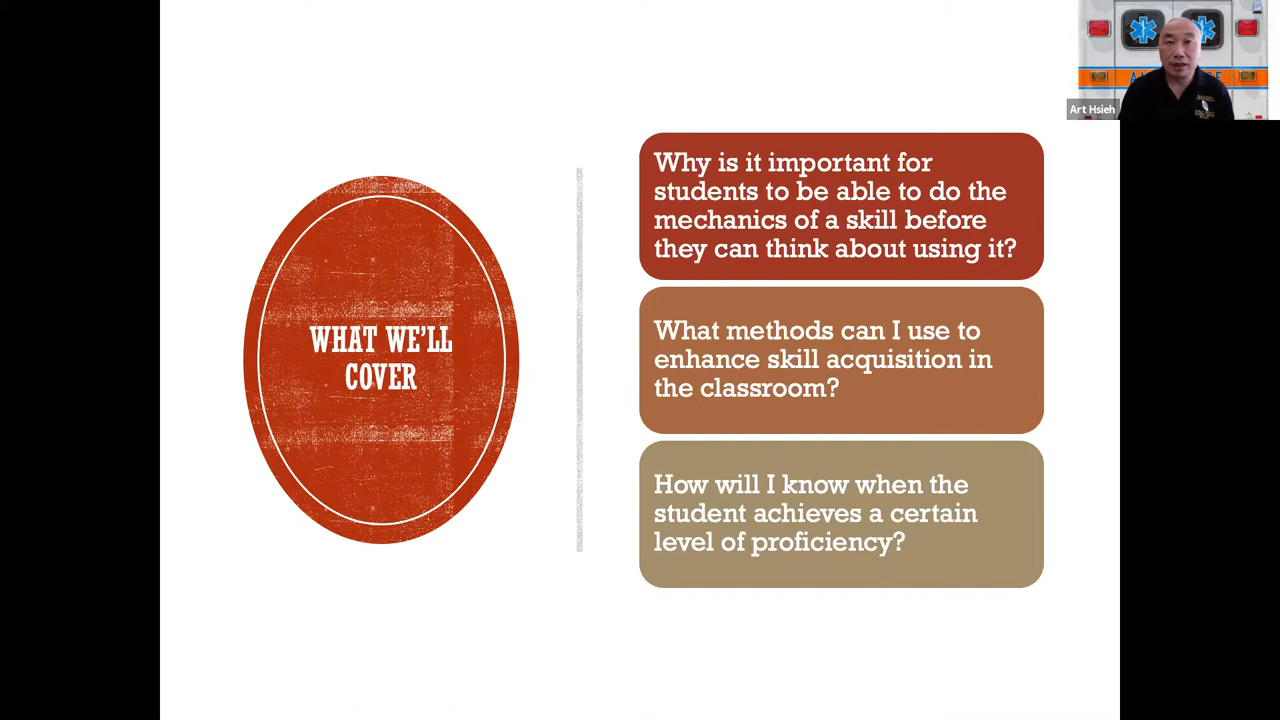 WHAT WE'LL
COVER
Why is it important for
students to be able to do the
mechanics of a skill before
they can think about using it?
What methods can I use to
enhance skill acquisition in
the classroom?
How will I know when the
student achieves a certain
level of proficiency?
Art Hsieh